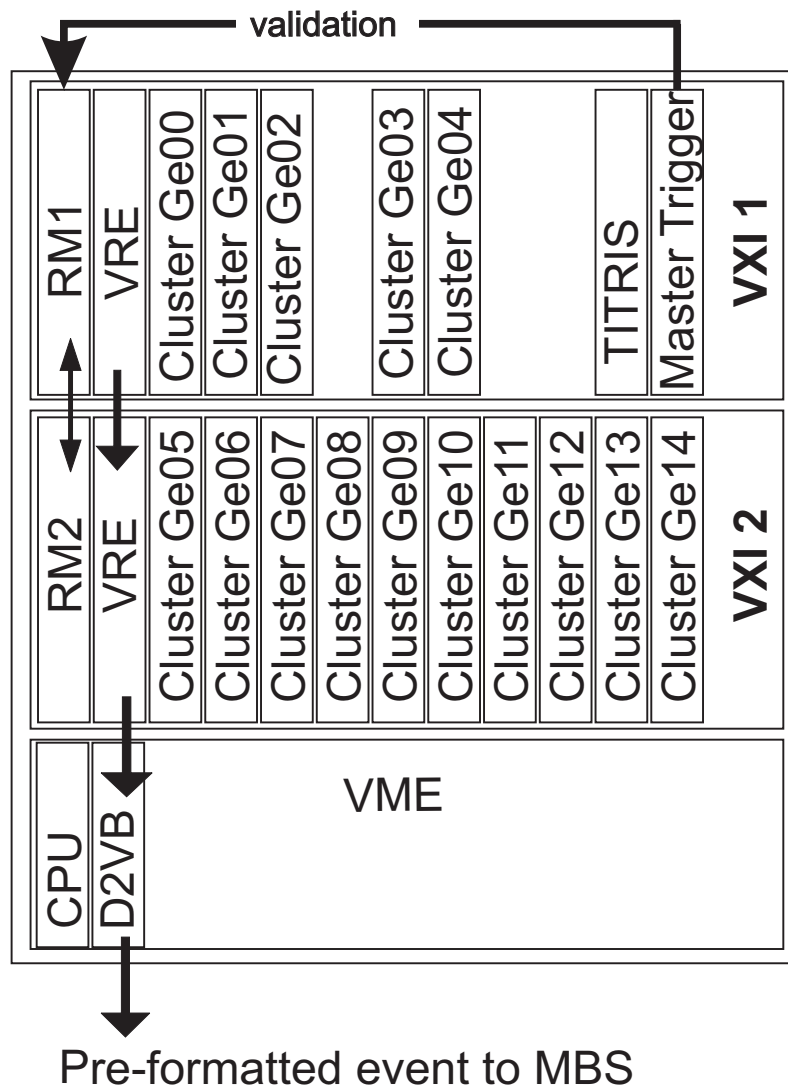 validation
RM1
VRE
Cluster Ge00
Cluster Ge01
Cluster Ge02
Cluster Ge03
Cluster Ge04
TITRIS
Master Trigger
VXI 1
RM2
VRE
Cluster Ge05
Cluster Ge06
Cluster Ge07
Cluster Ge08
Cluster Ge09
Cluster Ge10
Cluster Ge11
Cluster Ge12
Cluster Ge13
Cluster Ge14
VXI 2
CPU
D2VB
VME
Pre-formatted event to MBS